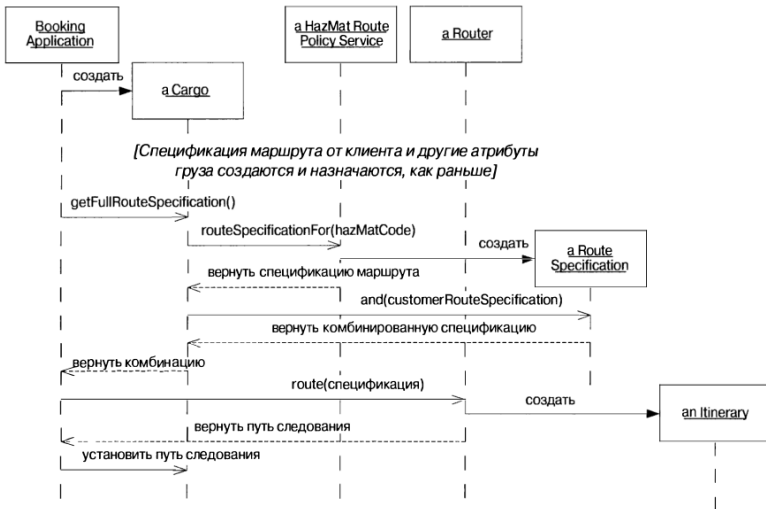 Booking
Application
a HazMat Route
Policy Service
a Router
создать
a Cargo
[Спецификация маршрута от клиента и другие атрибуты
груза создаются и назначаются, как раньше]
getFullRouteSpecification()
routeSpecificationFor(hazMatCode)
создать
a Route
Specification
вернуть спецификацию маршрута
and(customerRouteSpecification)
вернуть комбинированную спецификацию
вернуть комбинацию
route(спецификация)
создать
an Itinerary
вернуть путь следования
установить путь следования